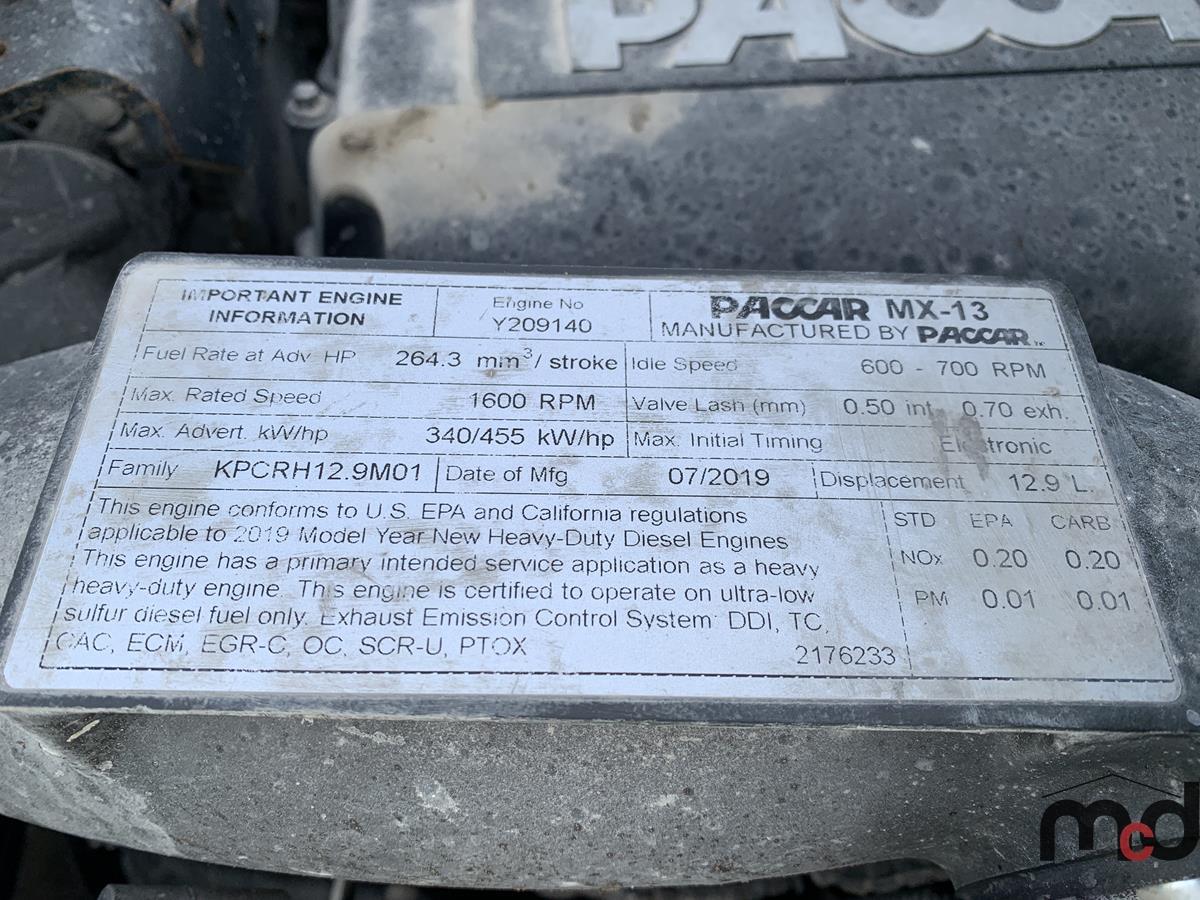 PACCA
IMPORTANT ENGINE
INFORMATION
Engine No
Y209140
PACCAR MX-13
MANUFACTURED BY PACCAR
Fuel Rate at Adv. HP 264.3 mm³/ stroke
Idle Speed 600 - 700 RPM
Max. Rated Speed 1600 RPM
Valve Lash (mm) 0.50 int. 0.70 exh.
Max. Advert. kW/hp 340/455 kW/hp
Max. Initial Timing Electronic
Family KPCRH12.9M01
Date of Mfg 07/2019
Displacement 12.9 L.
This engine conforms to U.S. EPA and California regulations
applicable to 2019 Model Year New Heavy-Duty Diesel Engines
This engine has a primary intended service application as a heavy
heavy-duty engine. This engine is certified to operate on ultra-low
sulfur diesel fuel only. Exhaust Emission Control System: DDI, TC,
CAC, ECM, EGR-C, OC, SCR-U, PTOX
2176233
STD EPA CARB
NOx 0.20 0.20
PM 0.01 0.01
mcd